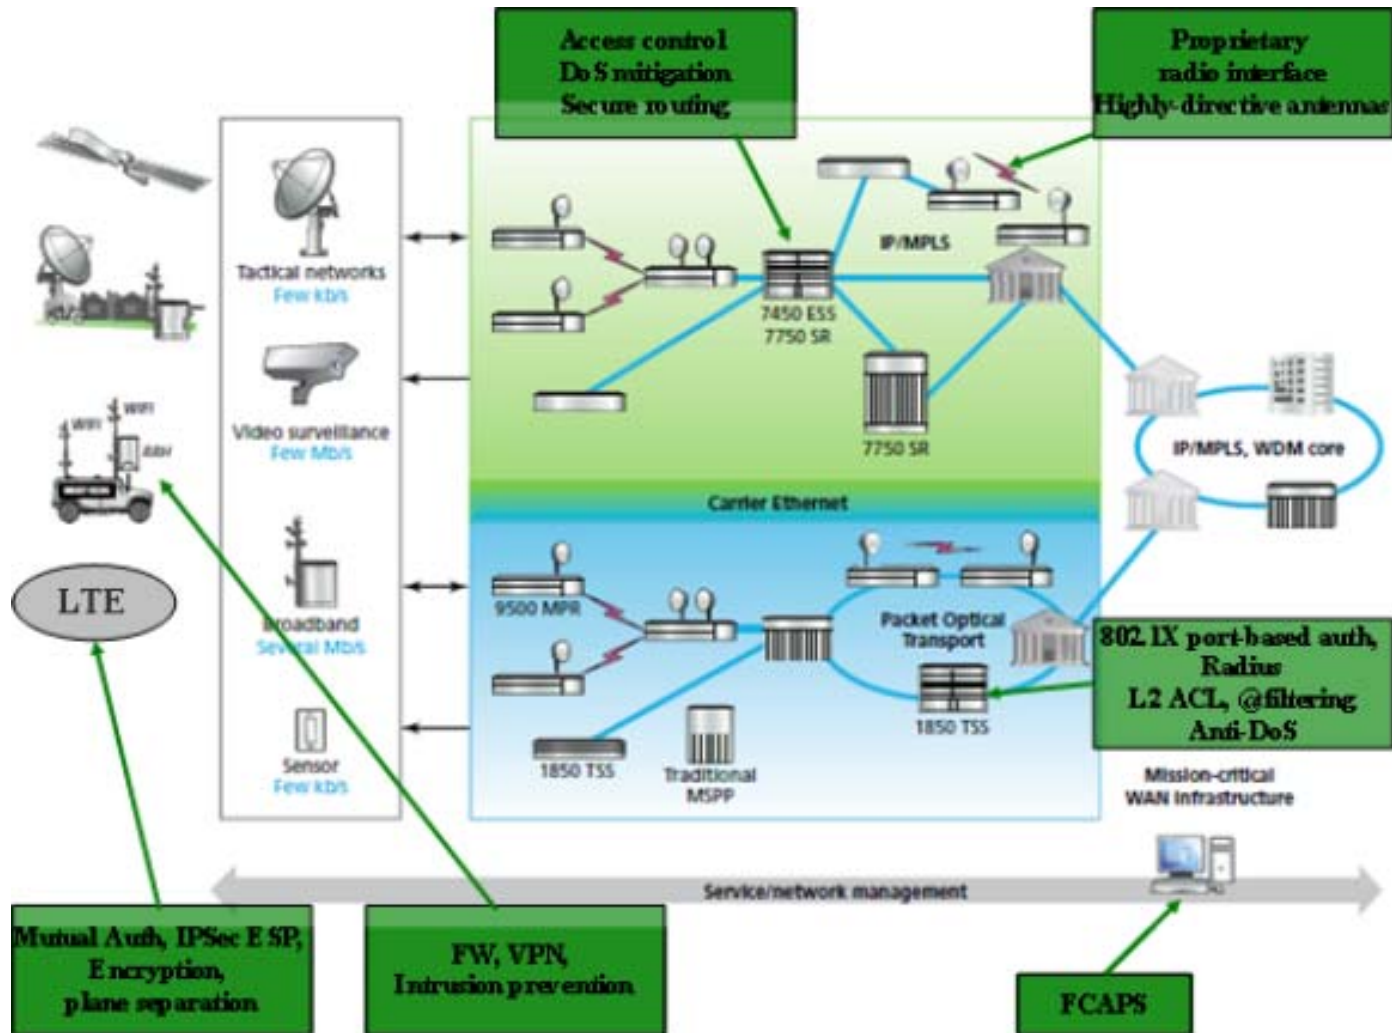 Access control
DoS mitigation
Secure routing
Proprietary
radio interface
Highly-directive antennas
Tactical networks
Few kb/s
IP/MPLS
7450 ESS
7750 SR
Video surveillance
Few Mb/s
7750 SR
WIFI
WIFI
RRH
IP/MPLS, WDM core
Carrier Ethernet
LTE
Broadband
Several Mb/s
9500 MPR
Packet Optical
Transport
802.1X port-based auth,
Radius
L2 ACL, @filtering
Anti-DoS
1850 TSS
Sensor
Few kb/s
1850 TSS
Traditional
MSPP
Mission-critical
WAN Infrastructure
Service/network management
Mutual Auth, IPSec ESP,
Encryption,
plane separation
FW, VPN,
Intrusion prevention
FCAPS